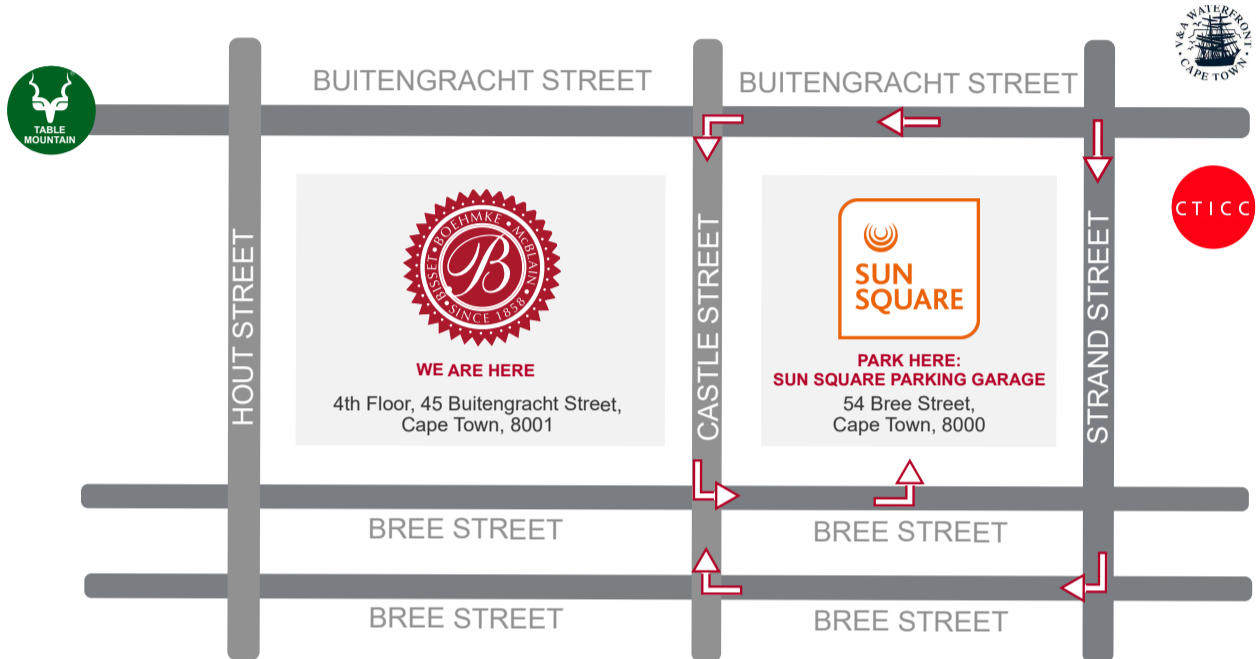 V&A WATERFRONT
CAPE TOWN
BUITENGRACHT STREET
BUITENGRACHT STREET
TABLE
MOUNTAIN
CTICC
BISSET • BOEHMKE • McBLAIN
B
SINCE 1858
WE ARE HERE
4th Floor, 45 Buitengracht Street,
Cape Town, 8001
SUN
SQUARE
PARK HERE:
SUN SQUARE PARKING GARAGE
54 Bree Street,
Cape Town, 8000
HOUT STREET
CASTLE STREET
STRAND STREET
BREE STREET
BREE STREET
BREE STREET
BREE STREET